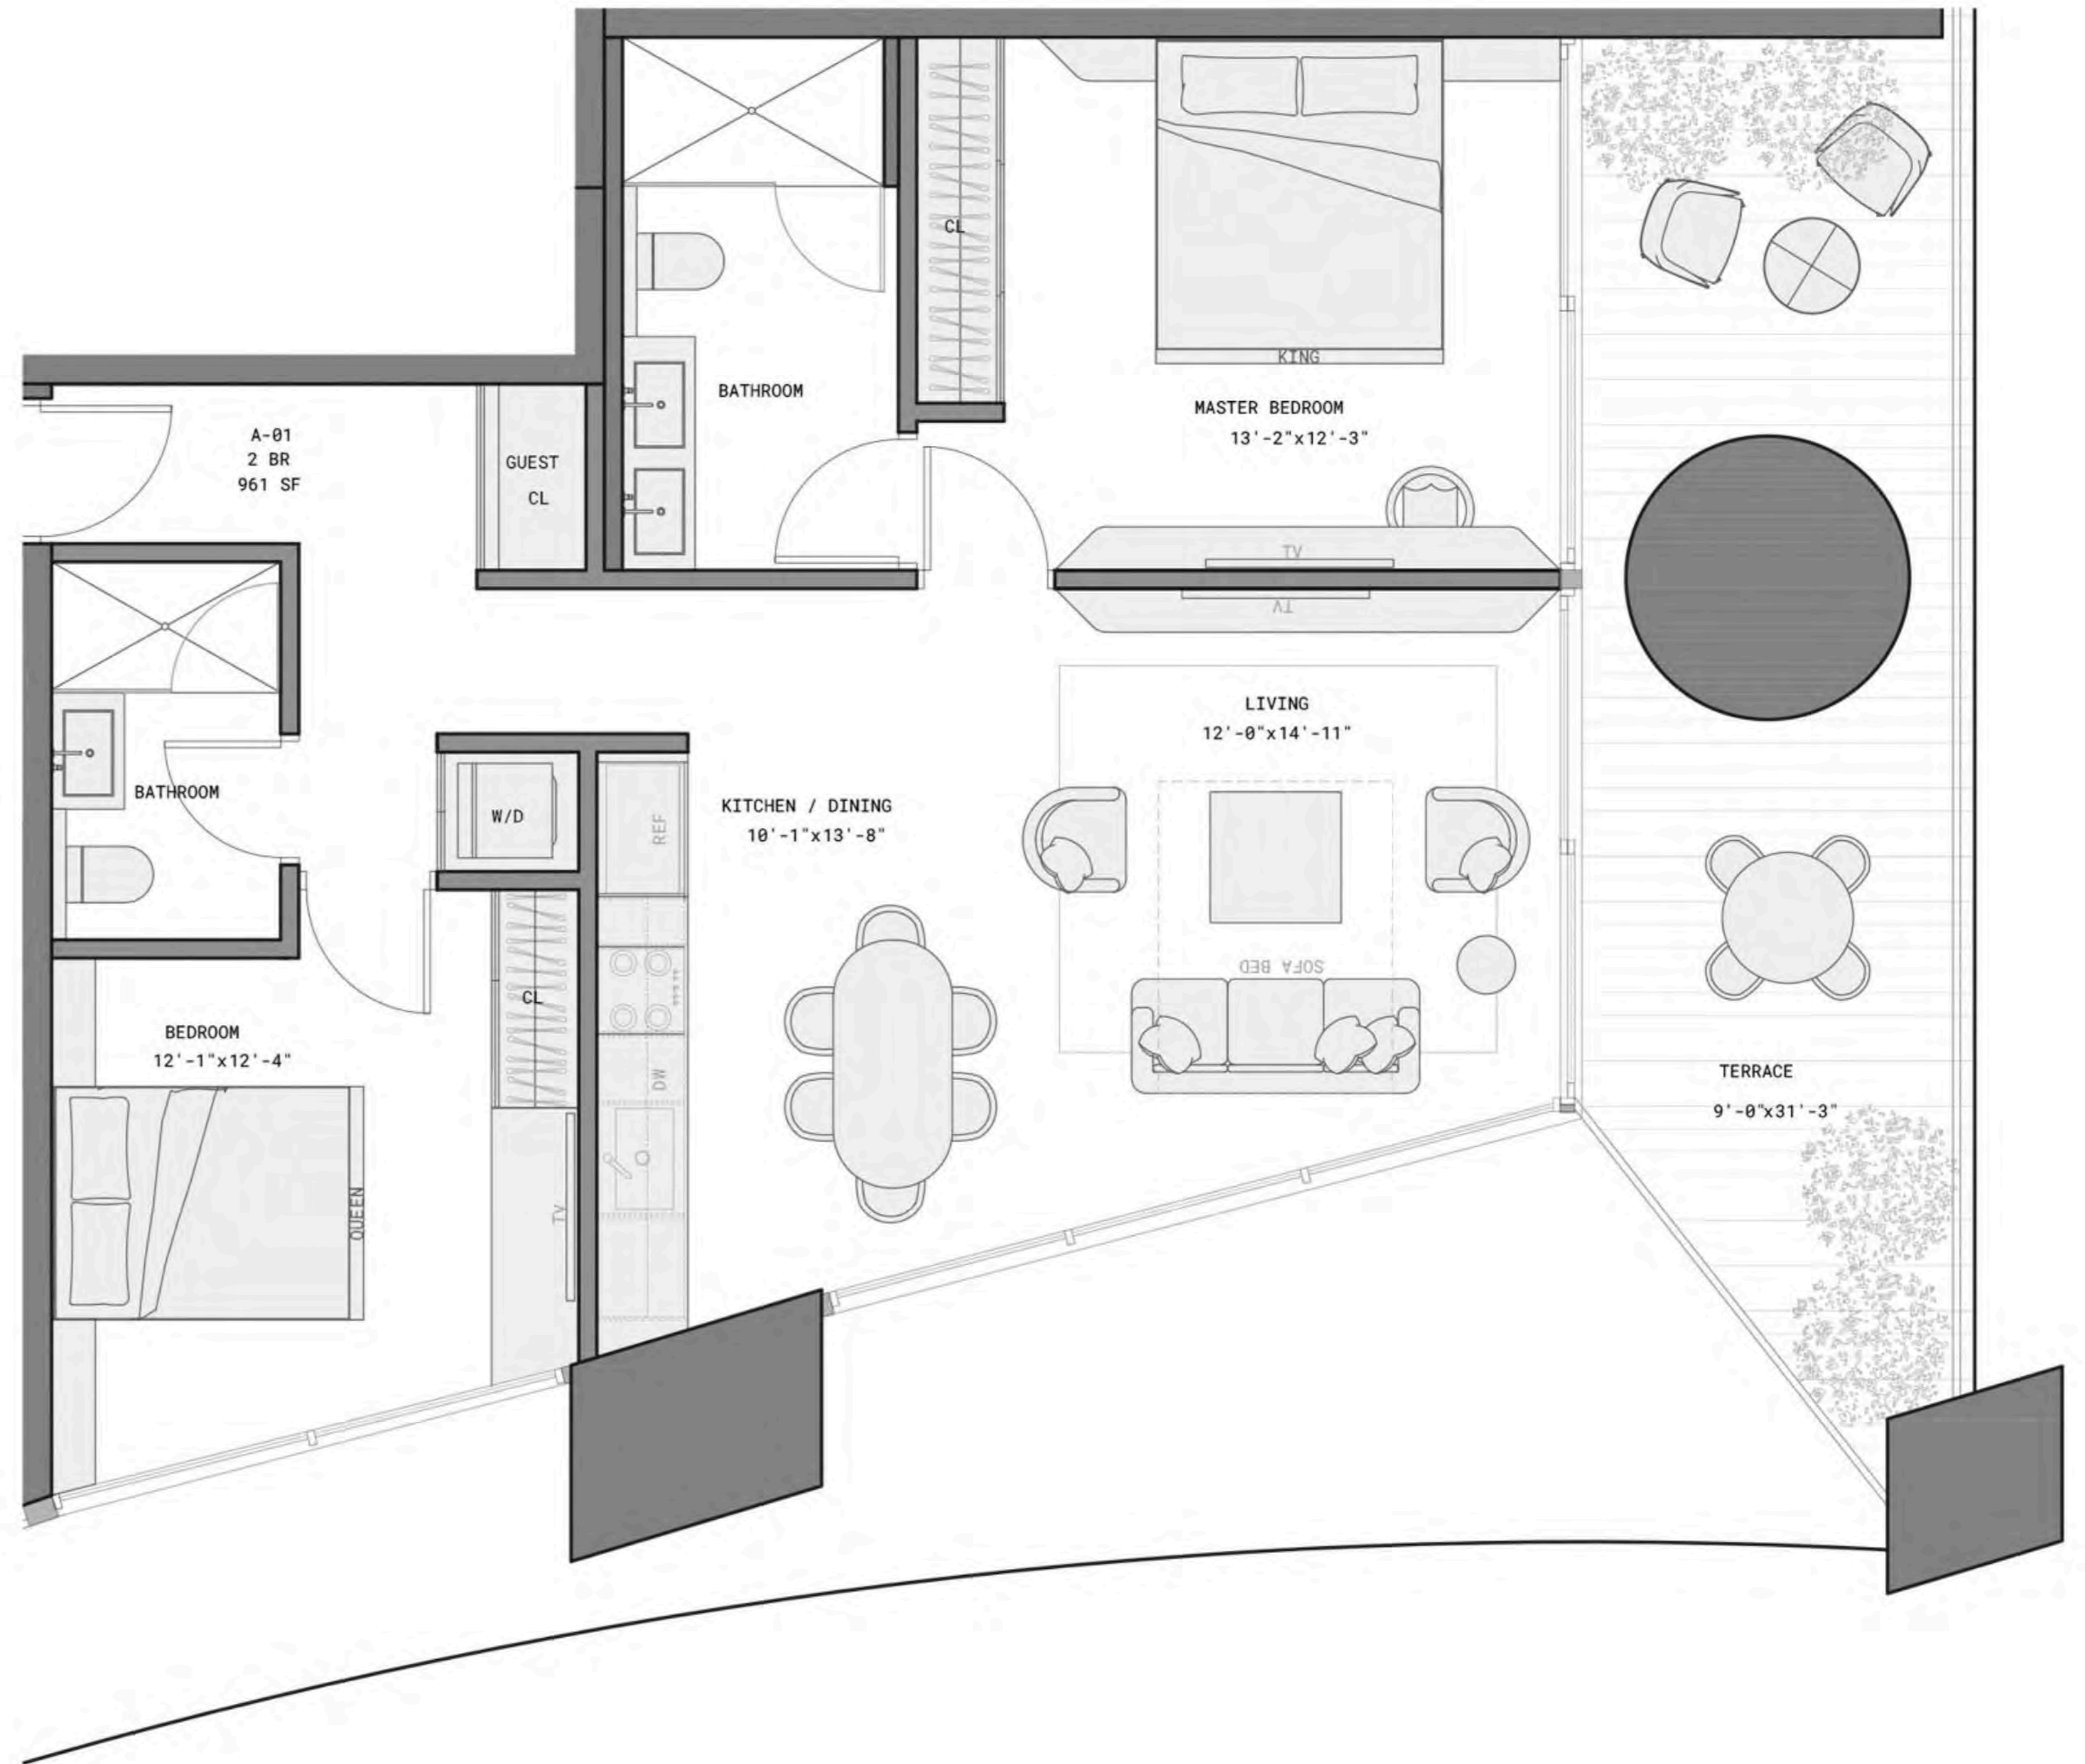 CL
KING
BATHROOM
MASTER BEDROOM
13'-2"x12'-3"
A-01
2 BR
961 SF
GUEST
CL
TV
TV
LIVING
12'-0"x14'-11"
BATHROOM
W/D
REF
KITCHEN / DINING
10'-1"x13'-8"
SOFA BED
CL
BEDROOM
12'-1"x12'-4"
DW
TERRACE
9'-0"x31'-3"
QUEEN
TV